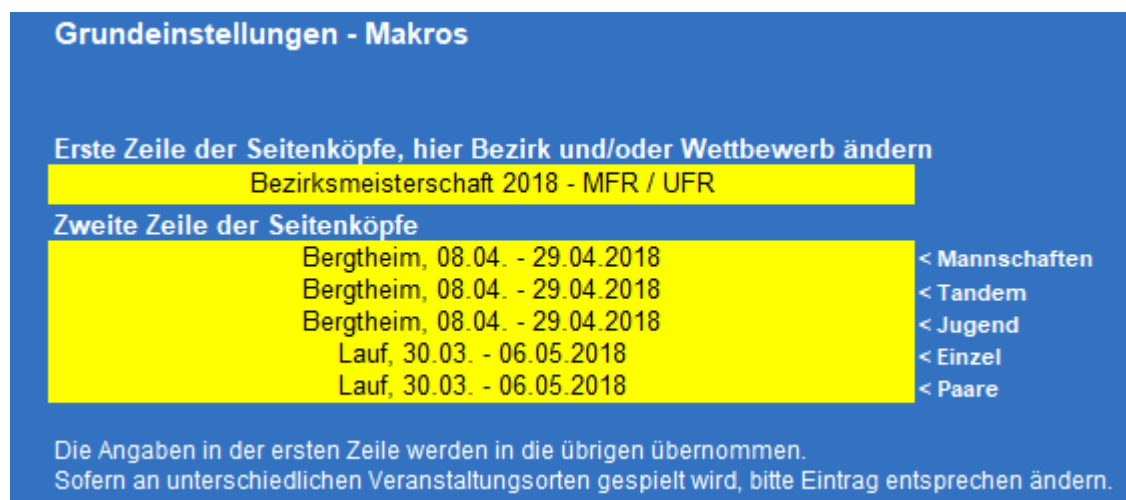 Grundeinstellungen - Makros
Erste Zeile der Seitenköpfe, hier Bezirk und/oder Wettbewerb ändern
Bezirksmeisterschaft 2018 - MFR / UFR
Zweite Zeile der Seitenköpfe
Bergtheim, 08.04. - 29.04.2018 < Mannschaften
Bergtheim, 08.04. - 29.04.2018 < Tandem
Bergtheim, 08.04. - 29.04.2018 < Jugend
Lauf, 30.03. - 06.05.2018 < Einzel
Lauf, 30.03. - 06.05.2018 < Paare
Die Angaben in der ersten Zeile werden in die übrigen übernommen.
Sofern an unterschiedlichen Veranstaltungsorten gespielt wird, bitte Eintrag entsprechen ändern.